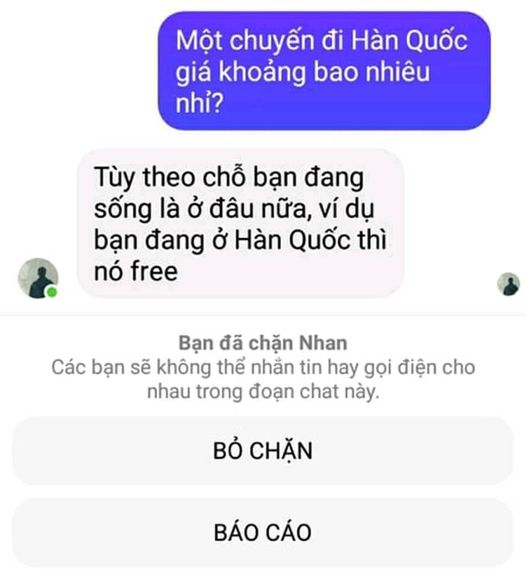 Một chuyến đi Hàn Quốc
giá khoảng bao nhiêu
nhỉ?
Tùy theo chỗ bạn đang
sống là ở đâu nữa, ví dụ
bạn đang ở Hàn Quốc thì
nó free
Bạn đã chặn Nhan
Các bạn sẽ không thể nhắn tin hay gọi điện cho
nhau trong đoạn chat này.
BỎ CHẶN
BÁO CÁO